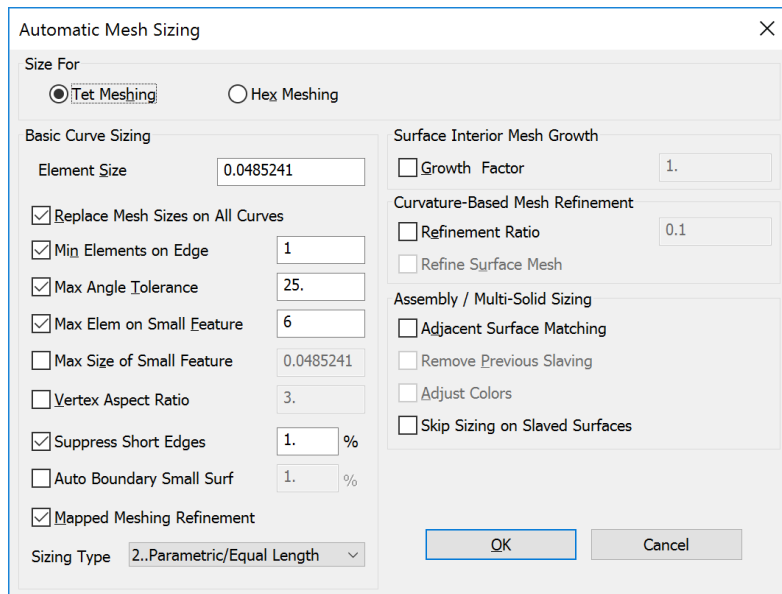 Automatic Mesh Sizing
Size For
Tet Meshing
Hex Meshing
Basic Curve Sizing
Element Size 0.0485241
Replace Mesh Sizes on All Curves
Min Elements on Edge 1
Max Angle Tolerance 25.
Max Elem on Small Feature 6
Max Size of Small Feature 0.0485241
Vertex Aspect Ratio 3.
Suppress Short Edges 1. %
Auto Boundary Small Surf 1. %
Mapped Meshing Refinement
Sizing Type 2..Parametric/Equal Length
Surface Interior Mesh Growth
Growth Factor 1.
Curvature-Based Mesh Refinement
Refinement Ratio 0.1
Refine Surface Mesh
Assembly / Multi-Solid Sizing
Adjacent Surface Matching
Remove Previous Slaving
Adjust Colors
Skip Sizing on Slaved Surfaces
OK
Cancel